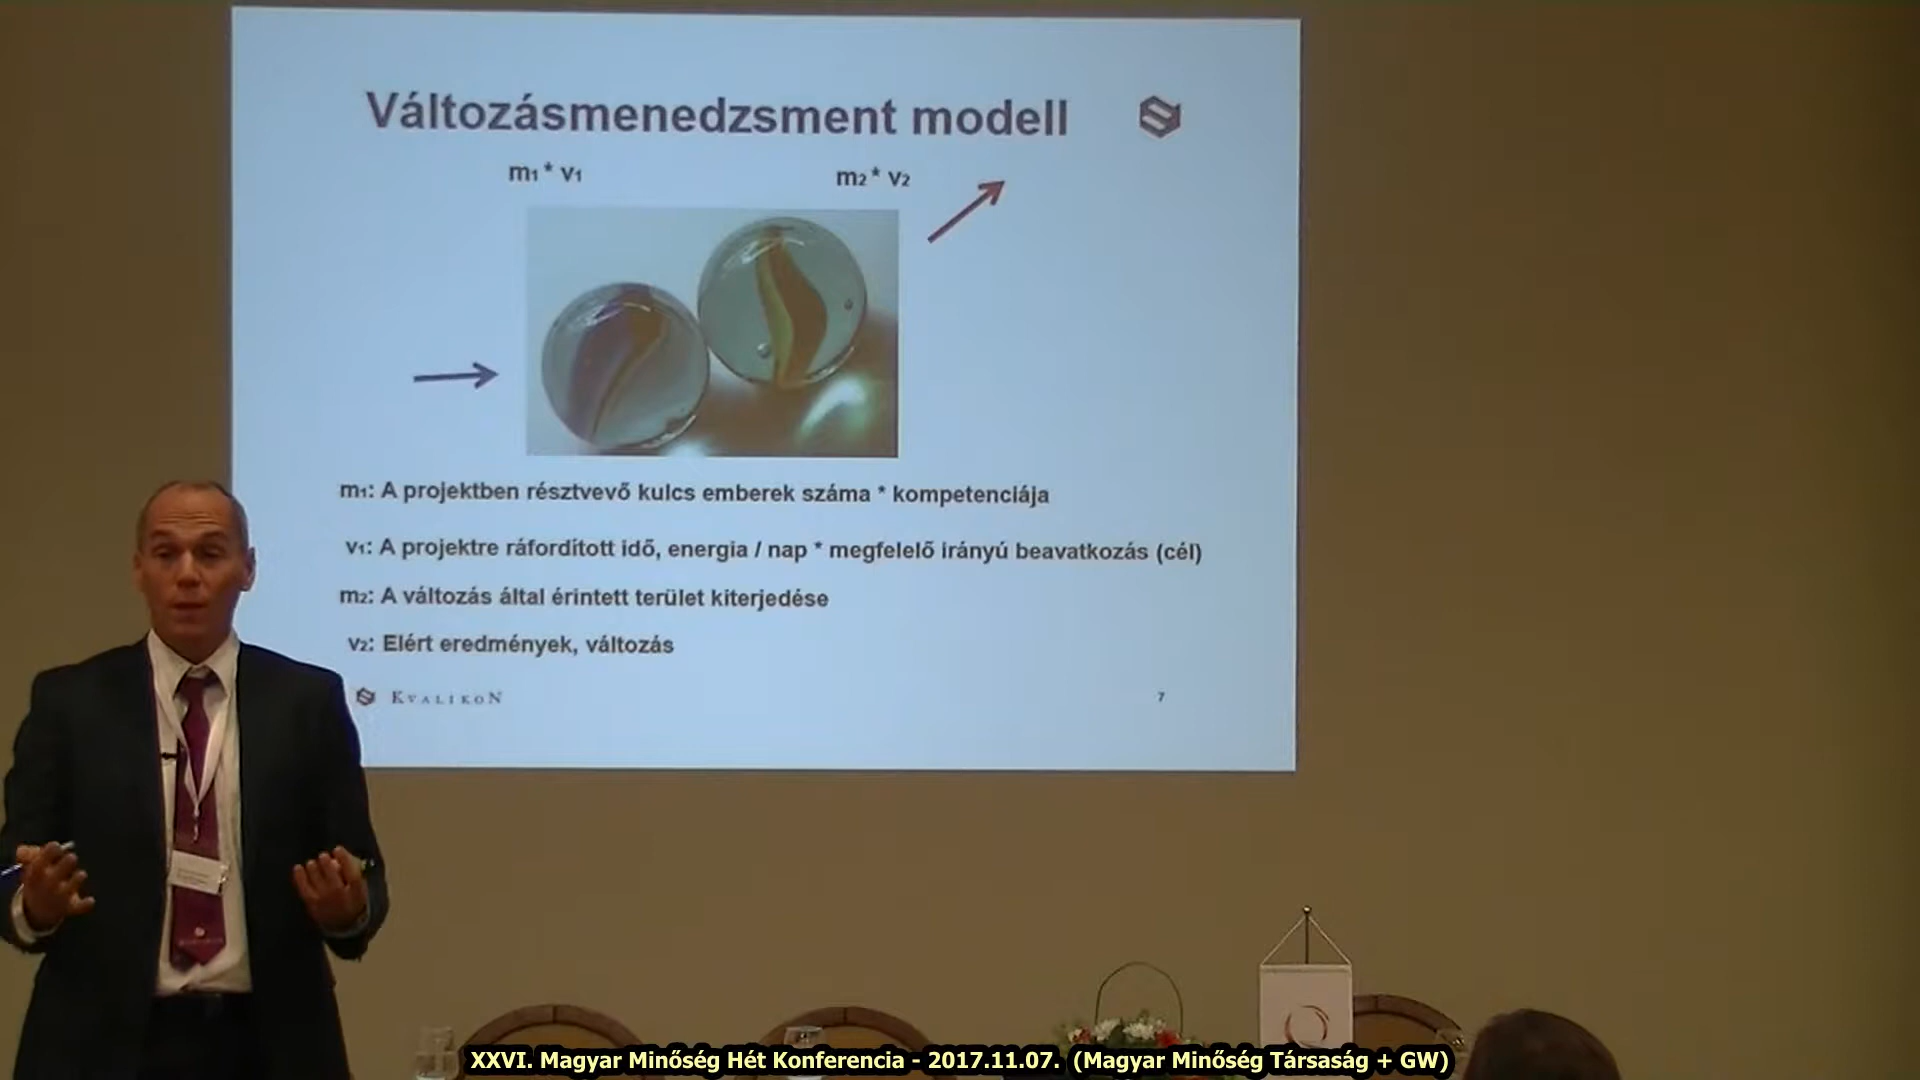 Változásmenedzsment modell
m1 * v1
m2 * v2
m1: A projektben résztvevő kulcs emberek száma * kompetenciája
v1: A projektre ráfordított idő, energia / nap * megfelelő irányú beavatkozás (cél)
m2: A változás által érintett terület kiterjedése
v2: Elért eredmények, változás
KVALIKON
7
XXVI. Magyar Minőség Hét Konferencia - 2017.11.07. (Magyar Minőség Társaság + GW)